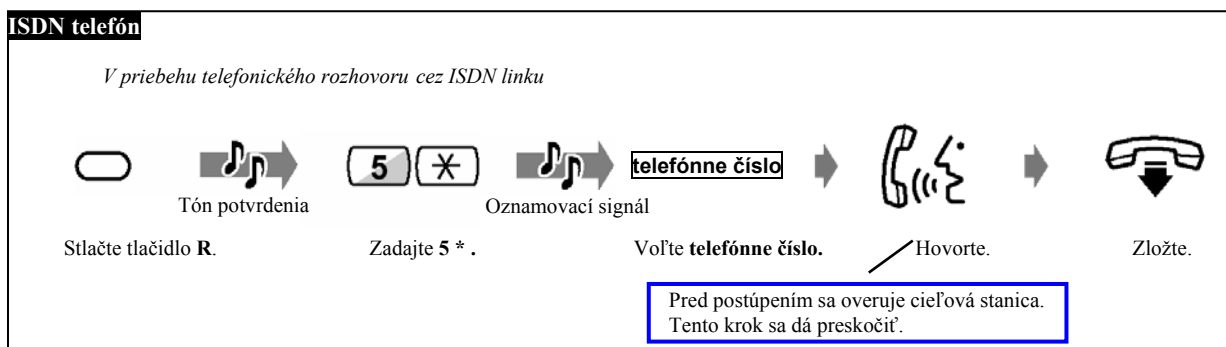 ISDN telefón
V priebehu telefonického rozhovoru cez ISDN linku
5 *
telefónne číslo
Tón potvrdenia
Oznamovací signál
Stlačte tlačidlo R.
Zadajte 5 * .
Voľte telefónne číslo.
Hovorte.
Zložte.
Pred postúpením sa overuje cieľová stanica.
Tento krok sa dá preskočiť.